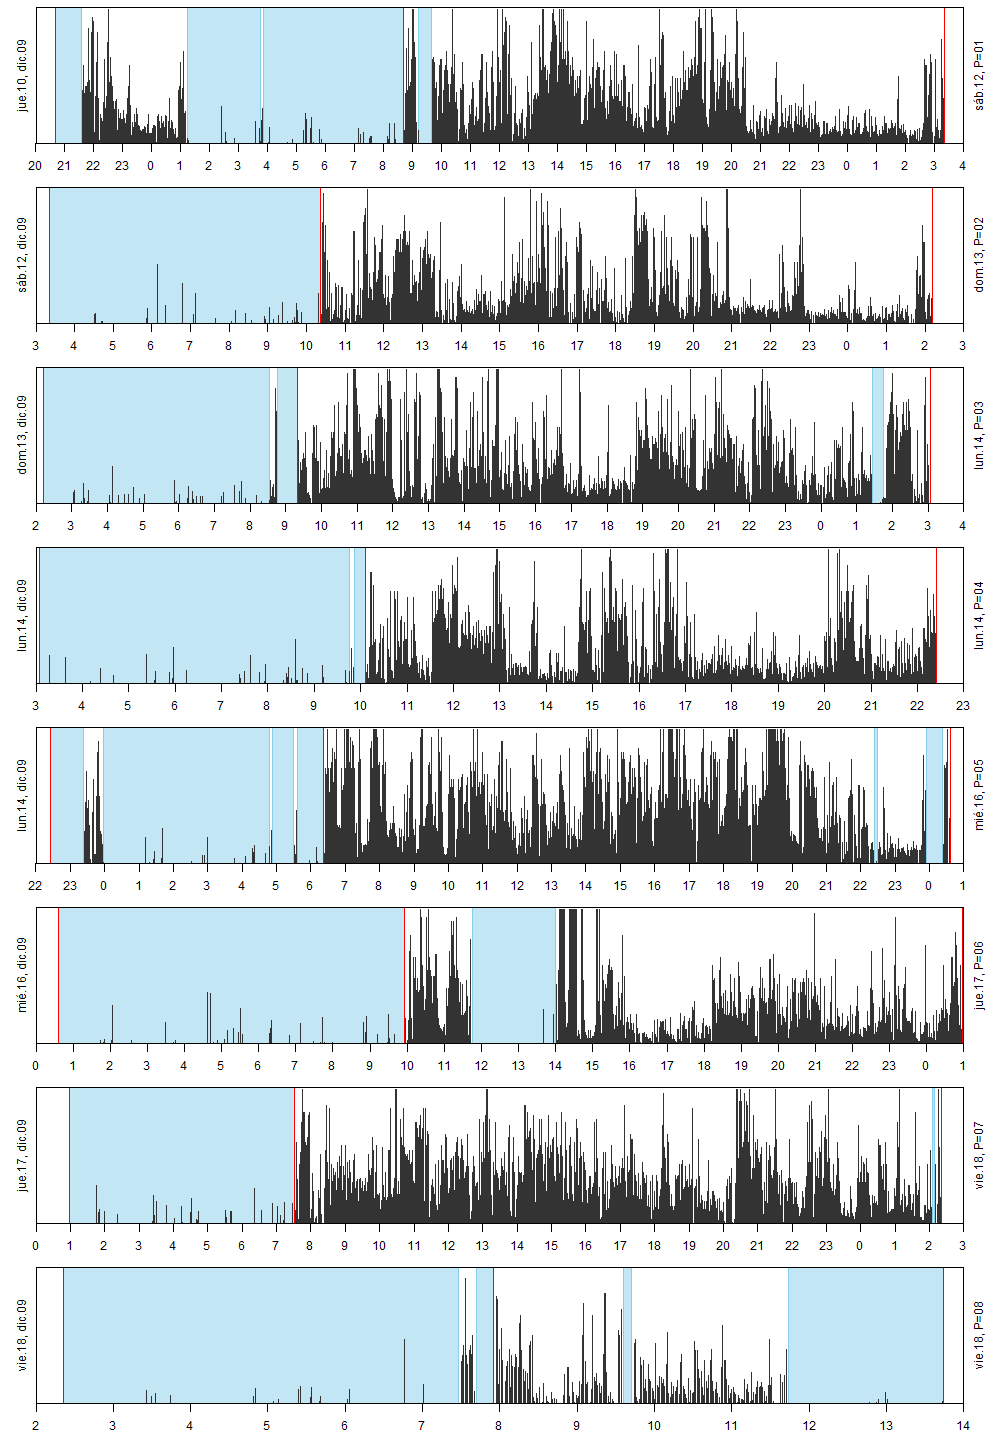 jue.10, dic.09
sáb.12, P=01
20 21 22 23 0 1 2 3 4 5 6 7 8 9 10 11 12 13 14 15 16 17 18 19 20 21 22 23 0 1 2 3 4
sáb.12, dic.09
dom.13, P=02
3 4 5 6 7 8 9 10 11 12 13 14 15 16 17 18 19 20 21 22 23 0 1 2 3
dom.13, dic.09
lun.14, P=03
2 3 4 5 6 7 8 9 10 11 12 13 14 15 16 17 18 19 20 21 22 23 0 1 2 3 4
lun.14, dic.09
lun.14, P=04
3 4 5 6 7 8 9 10 11 12 13 14 15 16 17 18 19 20 21 22 23
lun.14, dic.09
mié.16, P=05
22 23 0 1 2 3 4 5 6 7 8 9 10 11 12 13 14 15 16 17 18 19 20 21 22 23 0 1
mié.16, dic.09
jue.17, P=06
0 1 2 3 4 5 6 7 8 9 10 11 12 13 14 15 16 17 18 19 20 21 22 23 0 1
jue.17, dic.09
vie.18, P=07
0 1 2 3 4 5 6 7 8 9 10 11 12 13 14 15 16 17 18 19 20 21 22 23 0 1 2 3
vie.18, dic.09
vie.18, P=08
2 3 4 5 6 7 8 9 10 11 12 13 14